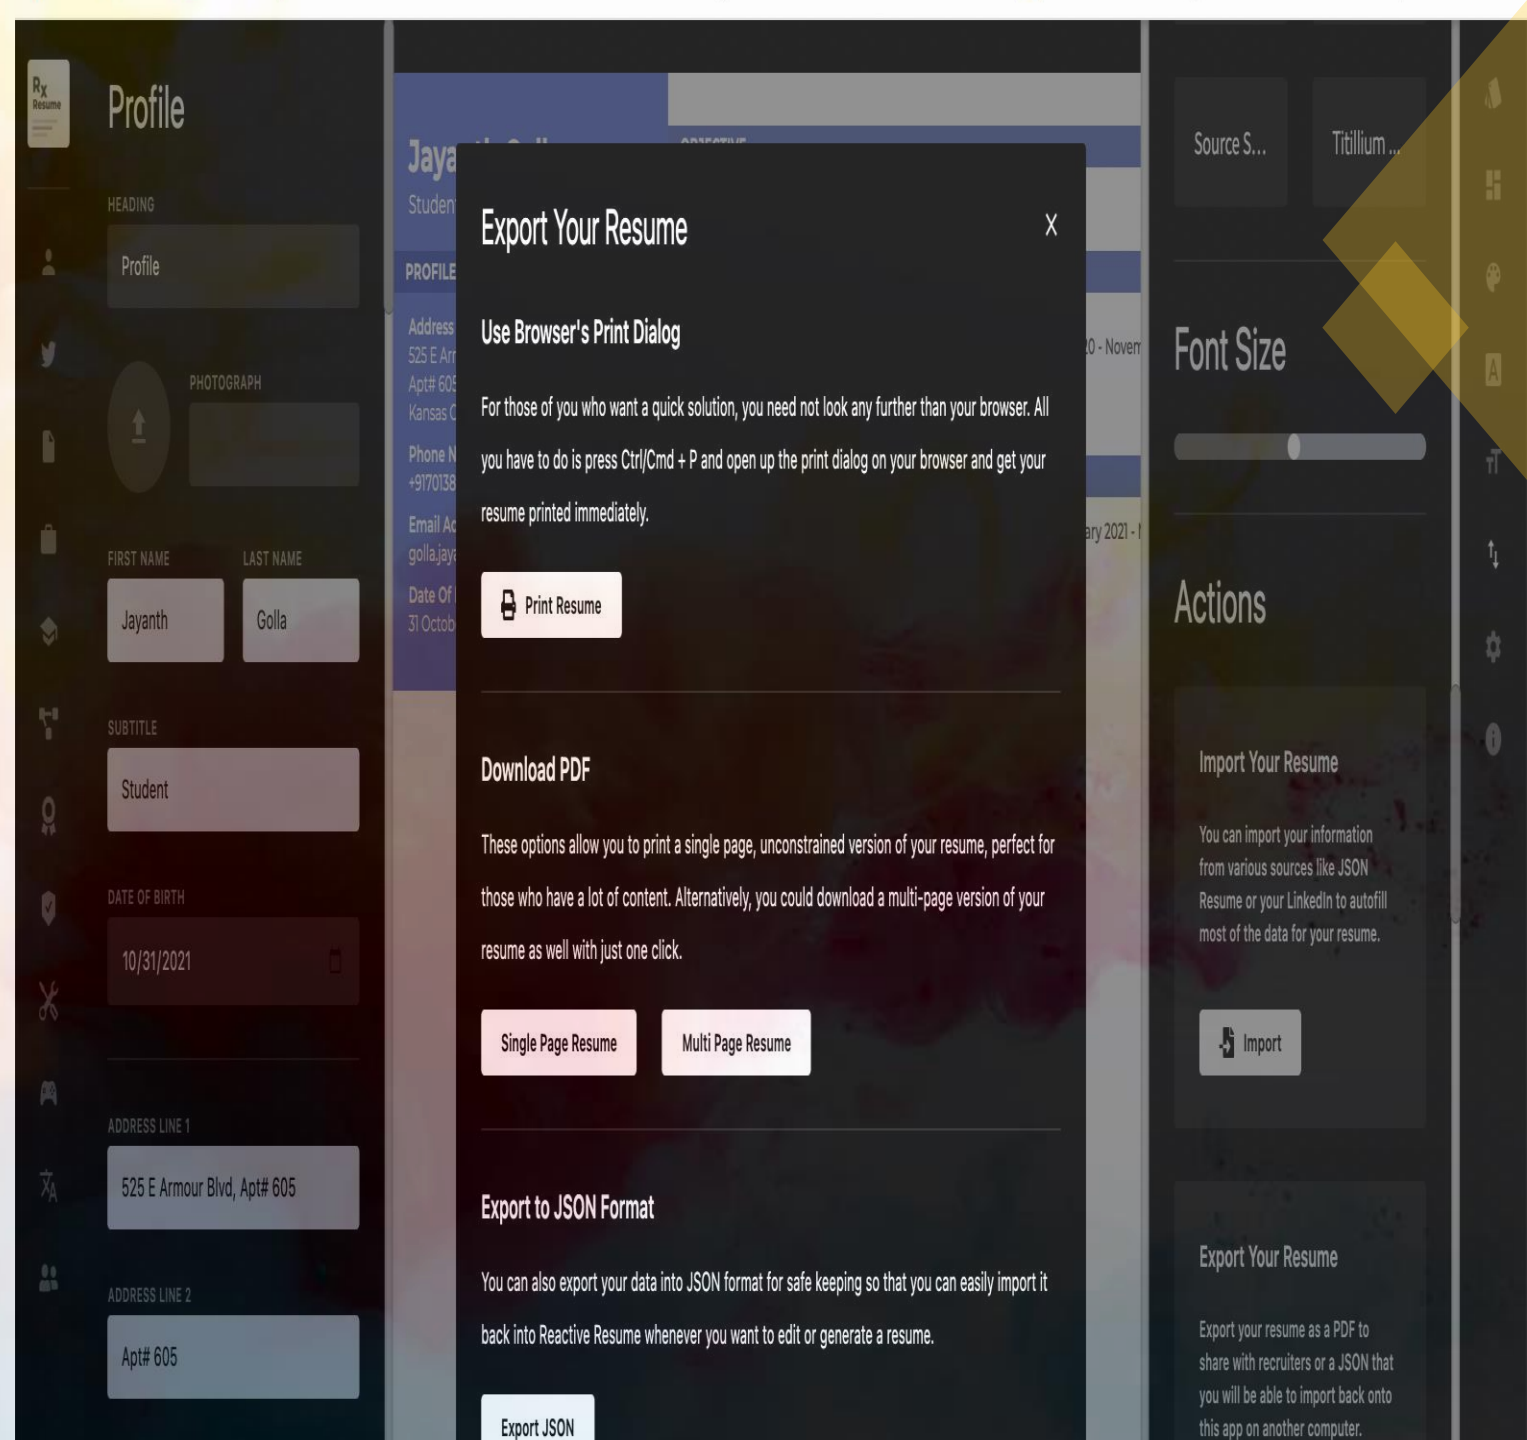 Rx
Resume
Profile
HEADING
Profile
PHOTOGRAPH
FIRST NAME
LAST NAME
Jayanth
Golla
SUBTITLE
Student
DATE OF BIRTH
10/31/2021
ADDRESS LINE 1
525 E Armour Blvd, Apt# 605
ADDRESS LINE 2
Apt# 605
Student
PROFILE
Address
525 E
Apt# 605
Kansas
Phone
+9170138
Email
Date Of
31
OBJECTIVE
Export Your Resume
X
Use Browser's Print Dialog
For those of you who want a quick solution, you need not look any further than your browser. All
you have to do is press Ctrl/Cmd + P and open up the print dialog on your browser and get your
resume printed immediately.
Print Resume
Download PDF
These options allow you to print a single page, unconstrained version of your resume, perfect for
those who have a lot of content. Alternatively, you could download a multi-page version of your
resume as well with just one click.
Single Page Resume
Multi Page Resume
Export to JSON Format
You can also export your data into JSON format for safe keeping so that you can easily import it
back into Reactive Resume whenever you want to edit or generate a resume.
Export JSON
2021 -
Source S...
Titillium ...
Font Size
Actions
Import Your Resume
You can import your information
from various sources like JSON
Resume or your LinkedIn to autofill
most of the data for your resume.
Import
Export Your Resume
Export your resume as a PDF to
share with recruiters or a JSON that
you will be able to import back onto
this app on another computer.